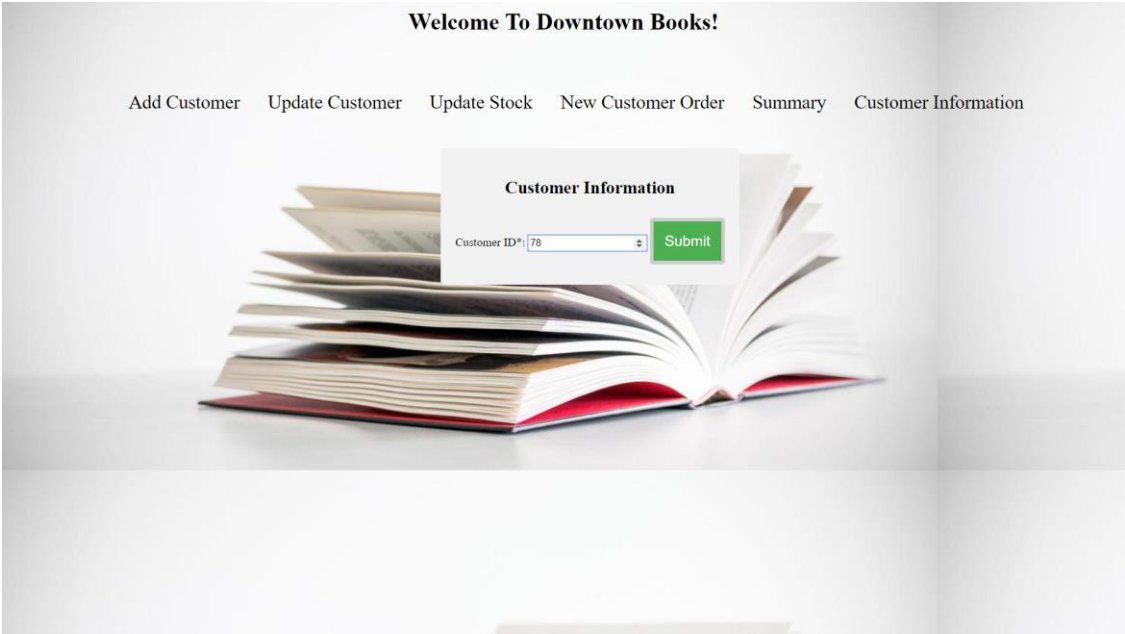 Welcome To Downtown Books!
Add Customer Update Customer Update Stock New Customer Order Summary Customer Information
Customer Information
Customer ID*: 78 Submit